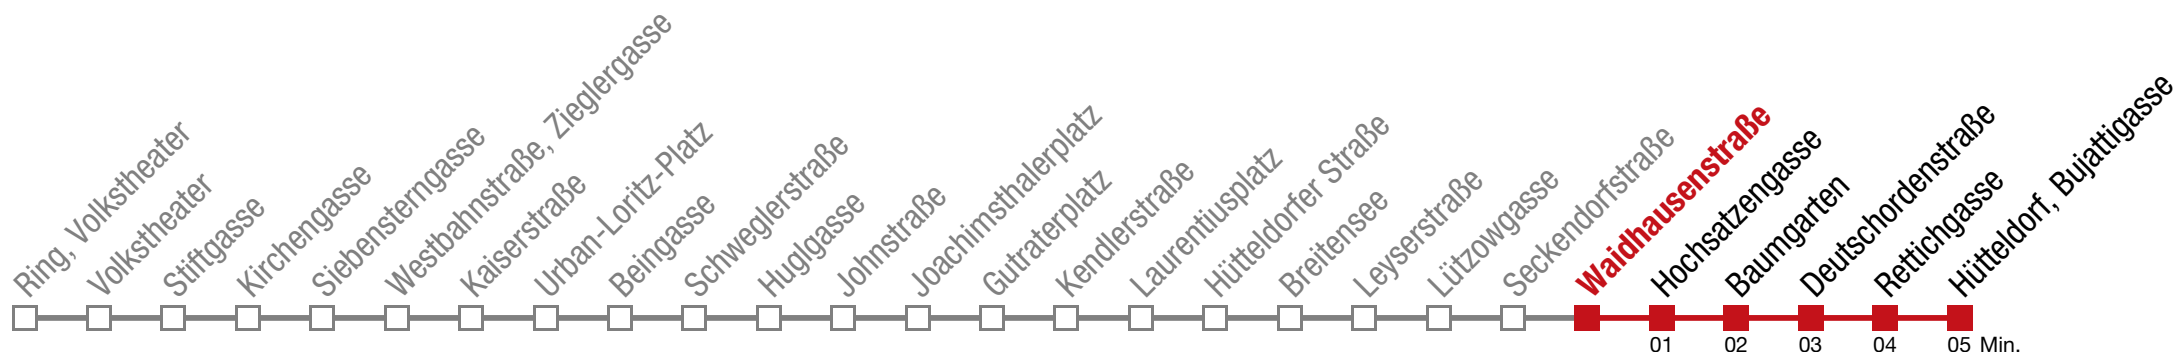 Ring, Volkstheater
Volkstheater
Stiftgasse
Kirchengasse
Siebensterngasse
Westbahnstraße, Zieglergasse
Kaiserstraße
Urban-Loritz-Platz
Beingasse
Schweglerstraße
Huglgasse
Johnstraße
Joachimsthalerplatz
Gutraterplatz
Kendlerstraße
Laurentiusplatz
Hütteldorfer Straße
Breitensee
Leyserstraße
Lützowgasse
Seckendorfstraße
Waidhausenstraße
Hochsatzengasse
Baumgarten
Deutschordenstraße
Rettichgasse
Hütteldorf, Bujattigasse
01 02 03 04 05 Min.